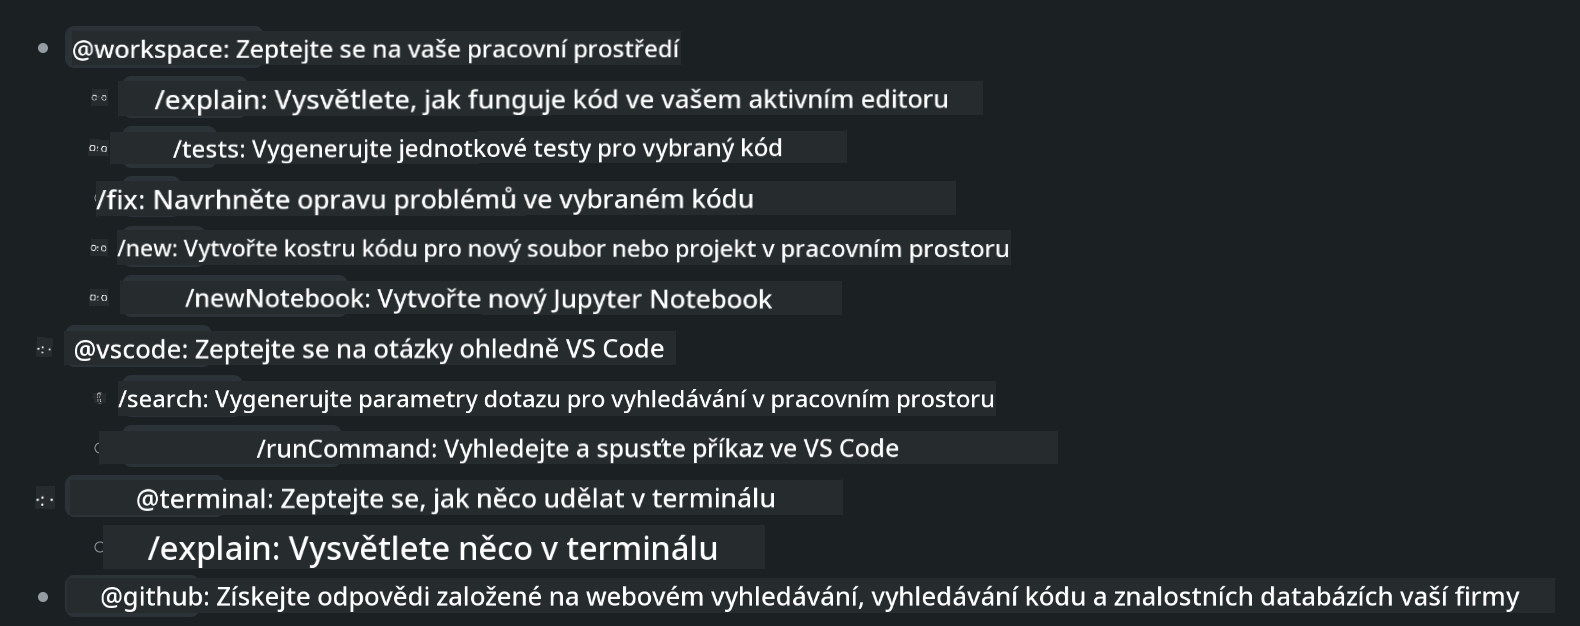 @workspace: Zeptejte se na vaše pracovní prostředí
/explain: Vysvětlete, jak funguje kód ve vašem aktivním editoru
/tests: Vygenerujte jednotkové testy pro vybraný kód
/fix: Navrhněte opravu problémů ve vybraném kódu
/new: Vytvořte kostru kódu pro nový soubor nebo projekt v pracovním prostoru
/newNotebook: Vytvořte nový Jupyter Notebook
@vscode: Zeptejte se na otázky ohledně VS Code
/search: Vygenerujte parametry dotazu pro vyhledávání v pracovním prostoru
/runCommand: Vyhledejte a spusťte příkaz ve VS Code
@terminal: Zeptejte se, jak něco udělat v terminálu
/explain: Vysvětlete něco v terminálu
@github: Získejte odpovědi založené na webovém vyhledávání, vyhledávání kódu a znalostních databázích vaší firmy